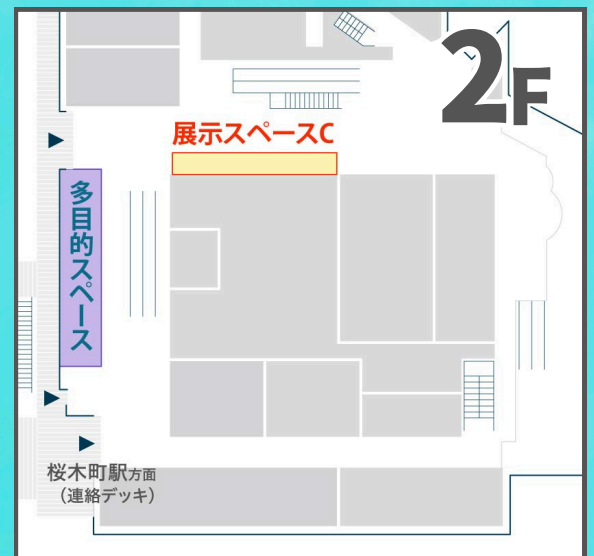 2F
展示スペースC
多目的スペース
桜木町駅方面
（連絡デッキ）